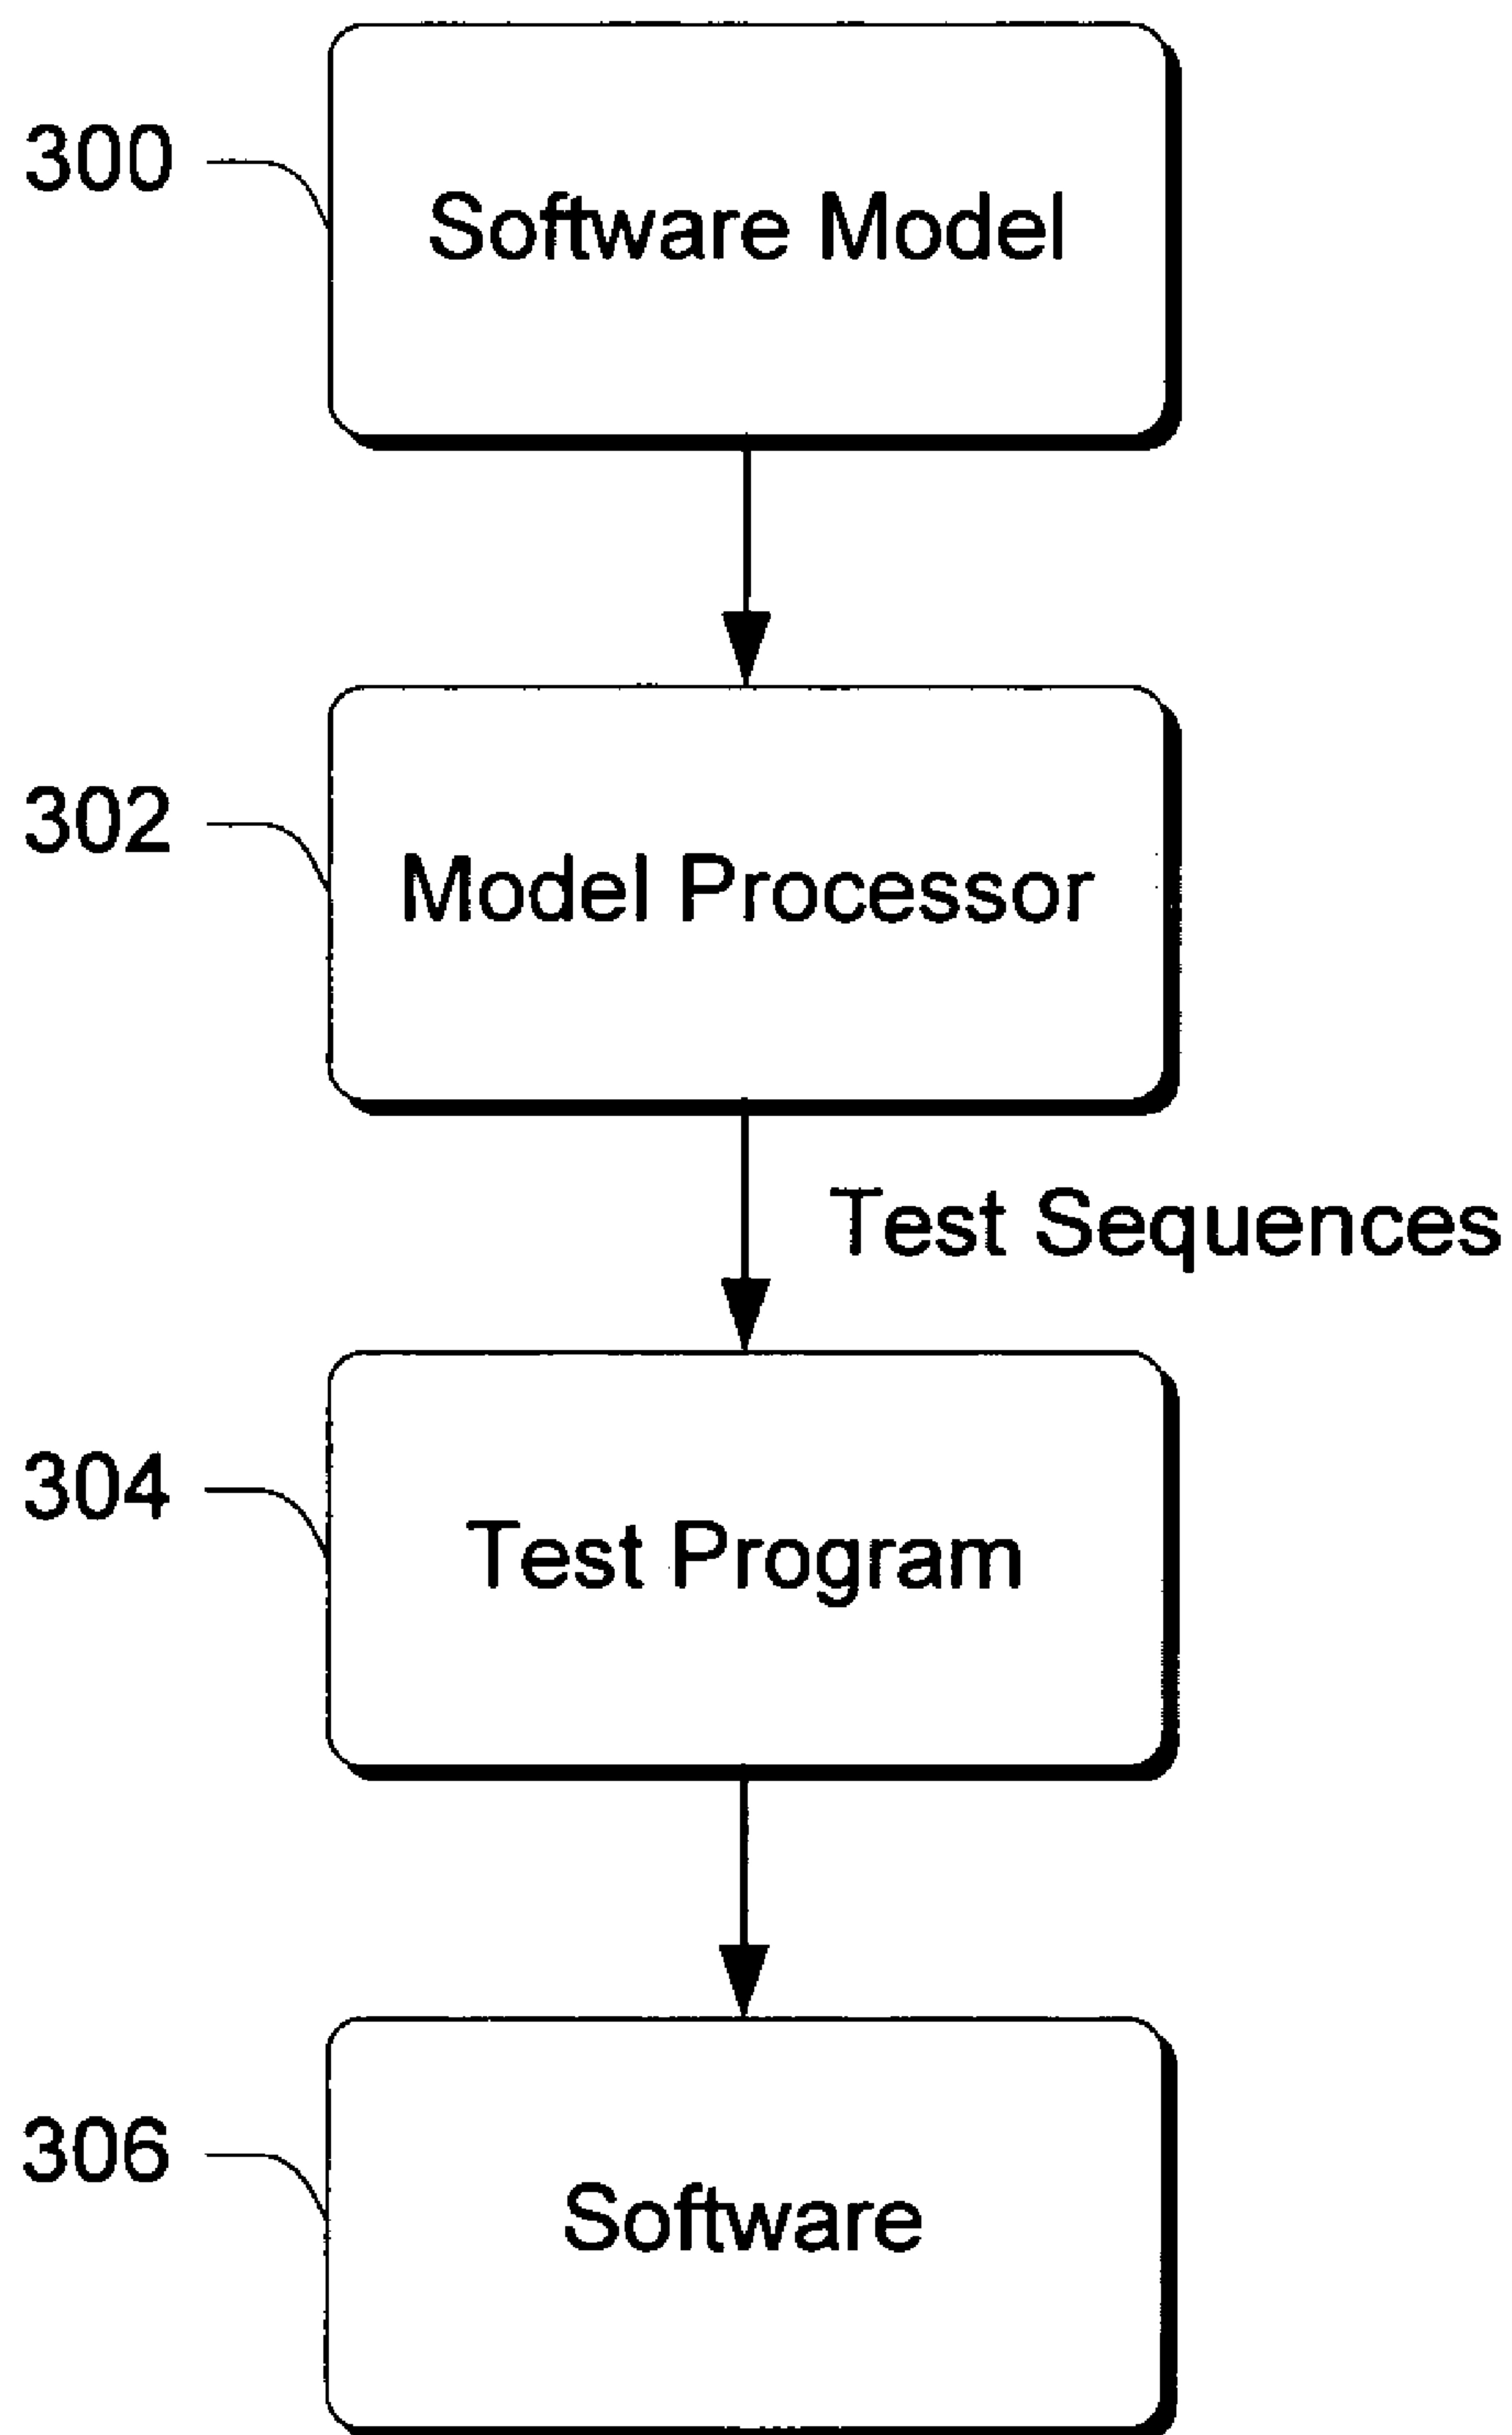 300
Software Model
302
Model Processor
Test Sequences
304
Test Program
306
Software